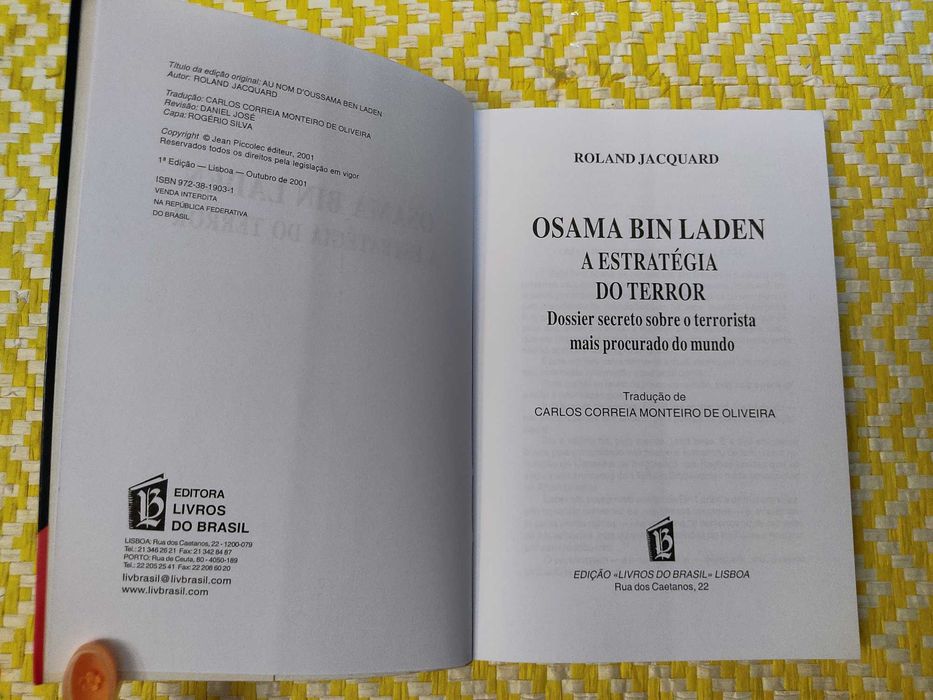 Título da edição original: AU NOM D'OUSSAMA BEN LADEN
Autor: ROLAND JACQUARD
Tradução: CARLOS CORREIA MONTEIRO DE OLIVEIRA
Revisão: DANIEL JOSÉ
Capa: ROGÉRIO SILVA
Copyright © Jean Piccolec éditeur, 2001
Reservados todos os direitos pela legislação em vigor
1ª Edição — Lisboa — Outubro de 2001
ISBN 972-38-1903-1
VENDA INTERDITA
NA REPÚBLICA FEDERATIVA
DO BRASIL
EDITORA
LIVROS
DO BRASIL
LISBOA: Rua dos Caetanos, 22 - 1200-079
Tel.: 21 346 26 21 Fax: 21 342 84 87
PORTO: Rua de Ceuta, 80 - 4050-189
Tel.: 22 205 25 41 Fax: 22 208 60 20
livbrasil@livbrasil.com
www.livbrasil.com
ROLAND JACQUARD
OSAMA BIN LADEN
A ESTRATÉGIA
DO TERROR
Dossier secreto sobre o terrorista
mais procurado do mundo
Tradução de
CARLOS CORREIA MONTEIRO DE OLIVEIRA
EDIÇÃO «LIVROS DO BRASIL» LISBOA
Rua dos Caetanos, 22